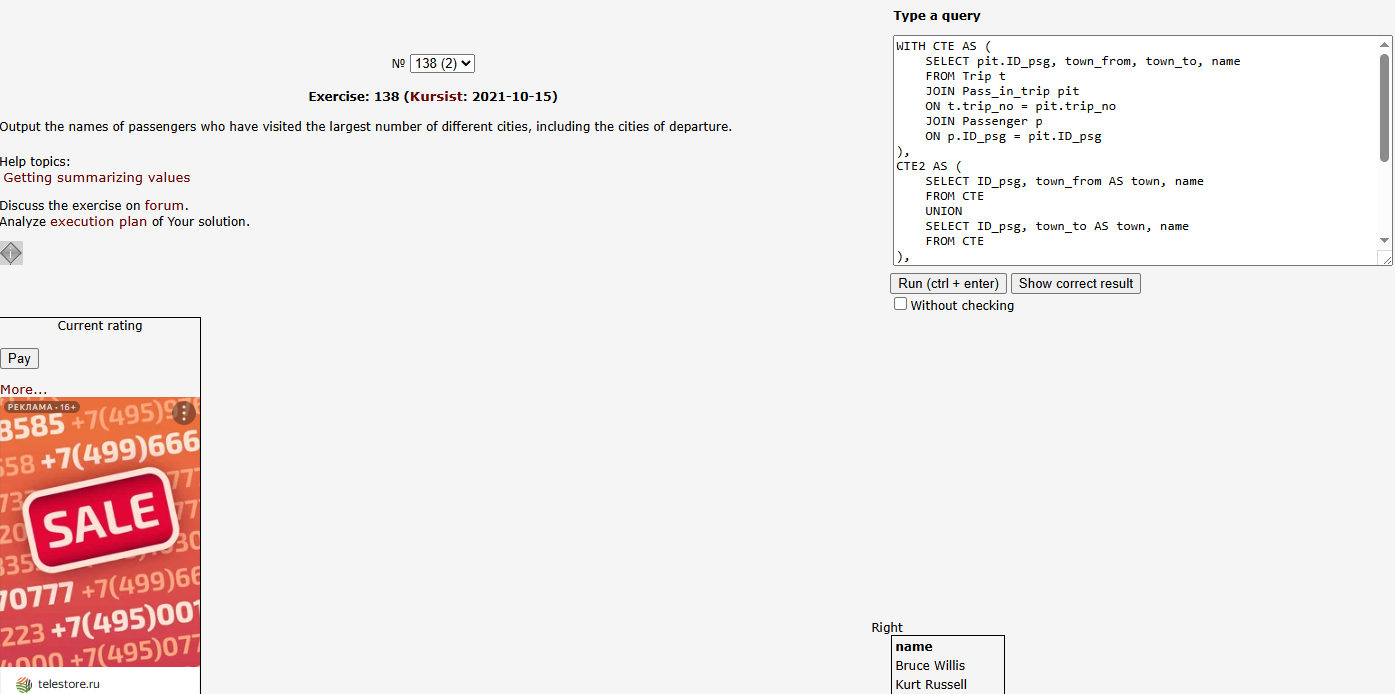 № 138 (2)
Exercise: 138 (Kursist: 2021-10-15)
Output the names of passengers who have visited the largest number of different cities, including the cities of departure.
Help topics:
Getting summarizing values
Discuss the exercise on forum.
Analyze execution plan of Your solution.
Current rating
Pay
More...
РЕКЛАМА • 16+
8585 +7(495)976
658 +7(499)666
SALE
70777 +7(499)66
223 +7(495)001
4000 +7(495)077
telestore.ru
Type a query
WITH CTE AS (
SELECT pit.ID_psg, town_from, town_to, name
FROM Trip t
JOIN Pass_in_trip pit
ON t.trip_no = pit.trip_no
JOIN Passenger p
ON p.ID_psg = pit.ID_psg
),
CTE2 AS (
SELECT ID_psg, town_from AS town, name
FROM CTE
UNION
SELECT ID_psg, town_to AS town, name
FROM CTE
),
Run (ctrl + enter) Show correct result
Without checking
Right
name
Bruce Willis
Kurt Russell